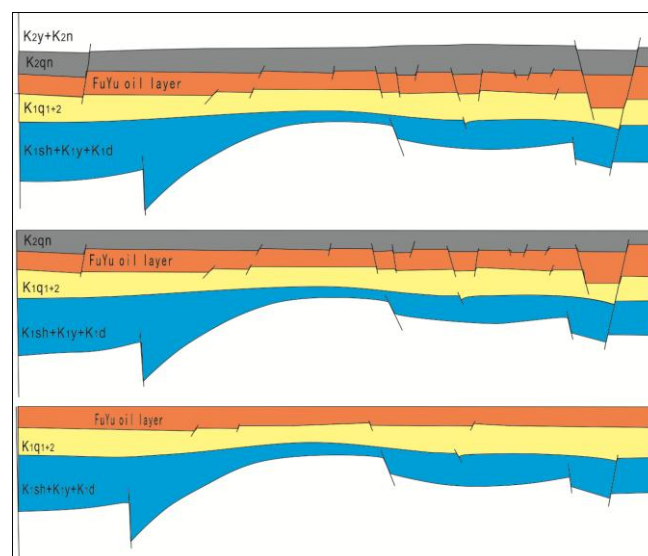 K2y+K2n
K2qn
FuYu oil layer
K1q1+2
K1sh+K1y+K1d
K2qn
FuYu oil layer
K1q1+2
K1sh+K1y+K1d
FuYu oil layer
K1q1+2
K1sh+K1y+K1d